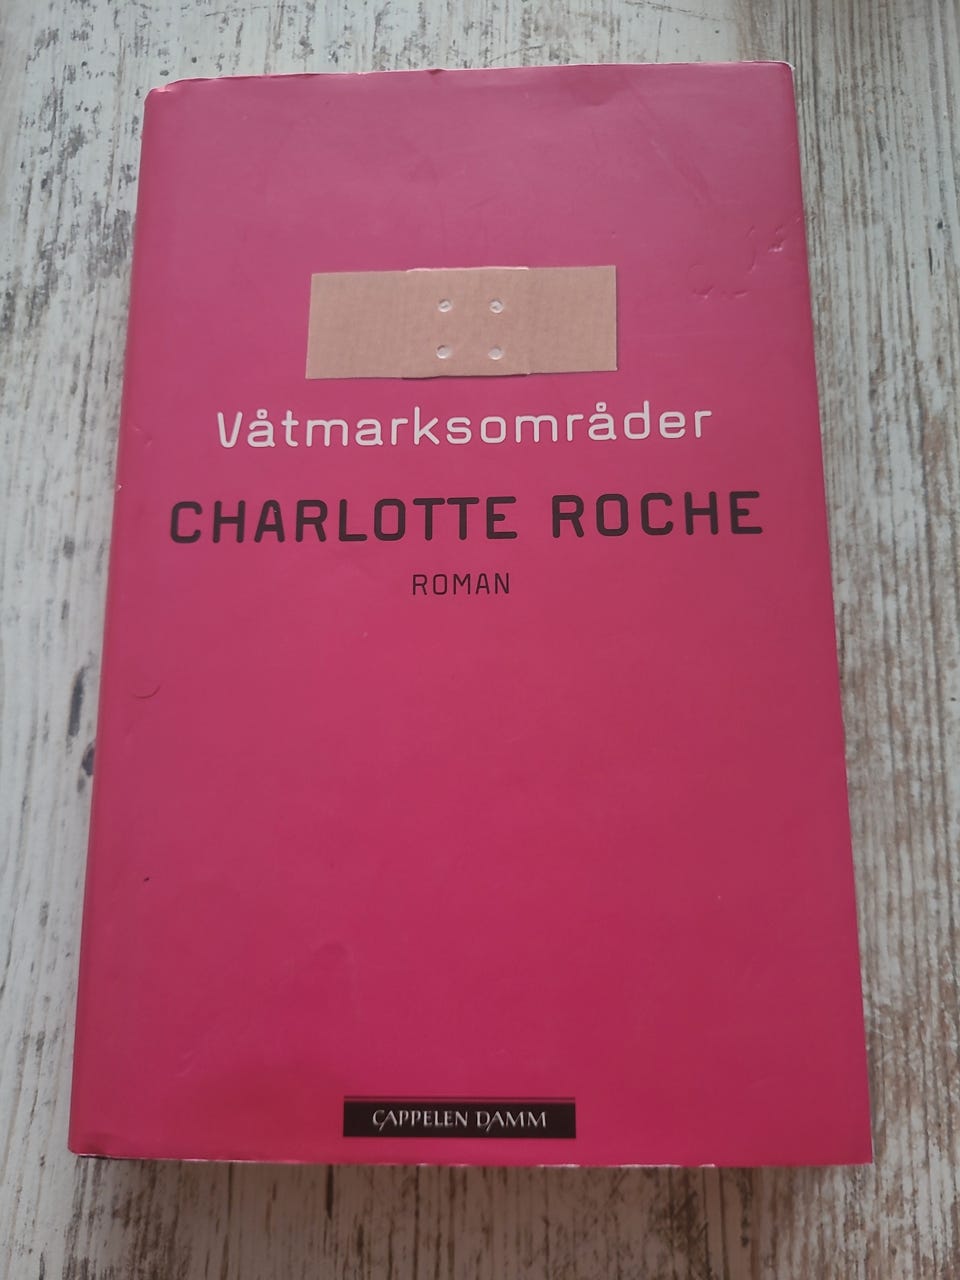 Våtmarksområder
CHARLOTTE ROCHE
ROMAN
CAPPELEN DAMM